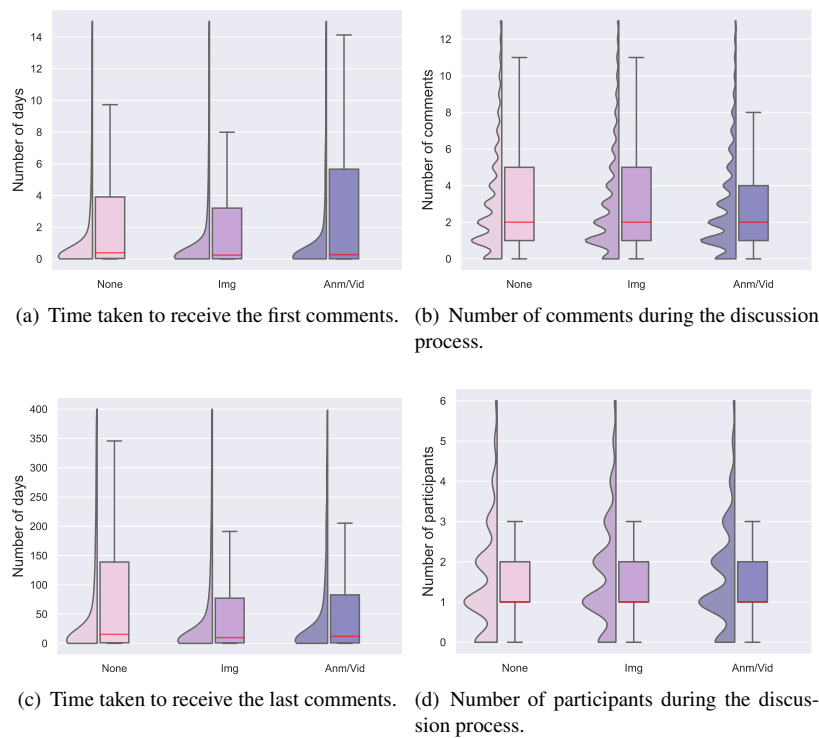 14
12
10
8
6
4
2
0
Number of days
None Img Anm/Vid
(a) Time taken to receive the first comments.
12
10
8
6
4
2
0
Number of comments
None Img Anm/Vid
(b) Number of comments during the discussion
process.
400
350
300
250
200
150
100
50
0
Number of days
None Img Anm/Vid
(c) Time taken to receive the last comments.
6
5
4
3
2
1
0
Number of participants
None Img Anm/Vid
(d) Number of participants during the discus-
sion process.